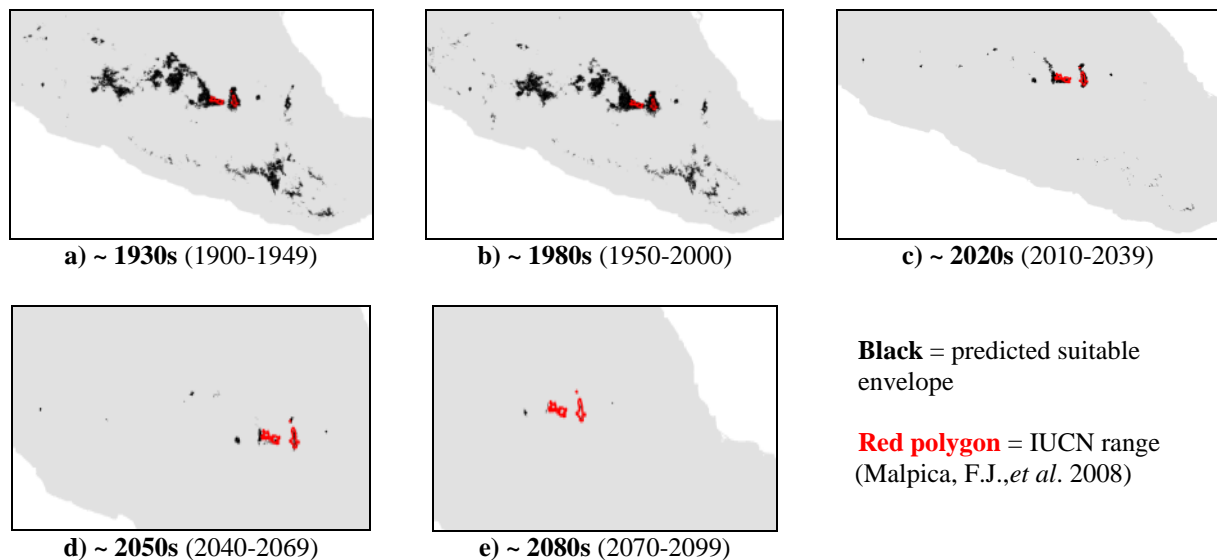 a) ~ 1930s (1900-1949)
b) ~ 1980s (1950-2000)
c) ~ 2020s (2010-2039)
d) ~ 2050s (2040-2069)
e) ~ 2080s (2070-2099)
Black = predicted suitable
envelope
Red polygon = IUCN range
(Malpica, F.J.,et al. 2008)